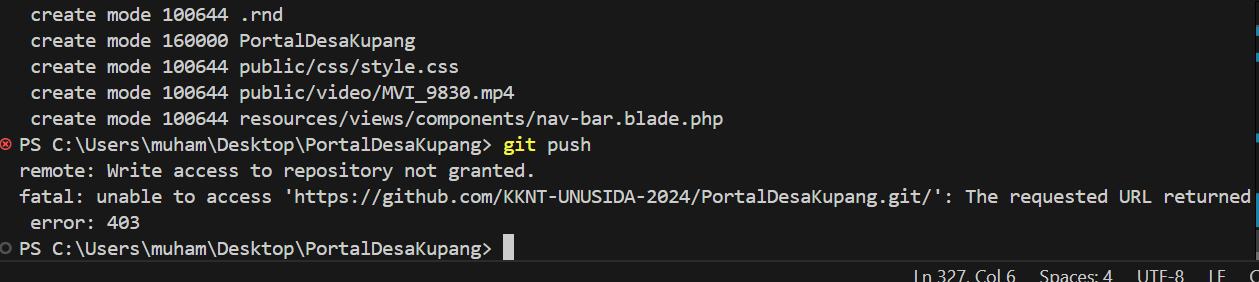 create mode 100644 .rnd
create mode 160000 PortalDesaKupang
create mode 100644 public/css/style.css
create mode 100644 public/video/MVI_9830.mp4
create mode 100644 resources/views/components/nav-bar.blade.php
PS C:\Users\muham\Desktop\PortalDesaKupang> git push
remote: Write access to repository not granted.
fatal: unable to access 'https://github.com/KKNT-UNUSIDA-2024/PortalDesaKupang.git/': The requested URL returned
error: 403
PS C:\Users\muham\Desktop\PortalDesaKupang>
Ln 327, Col 6 Spaces: 4 UTF-8 LF